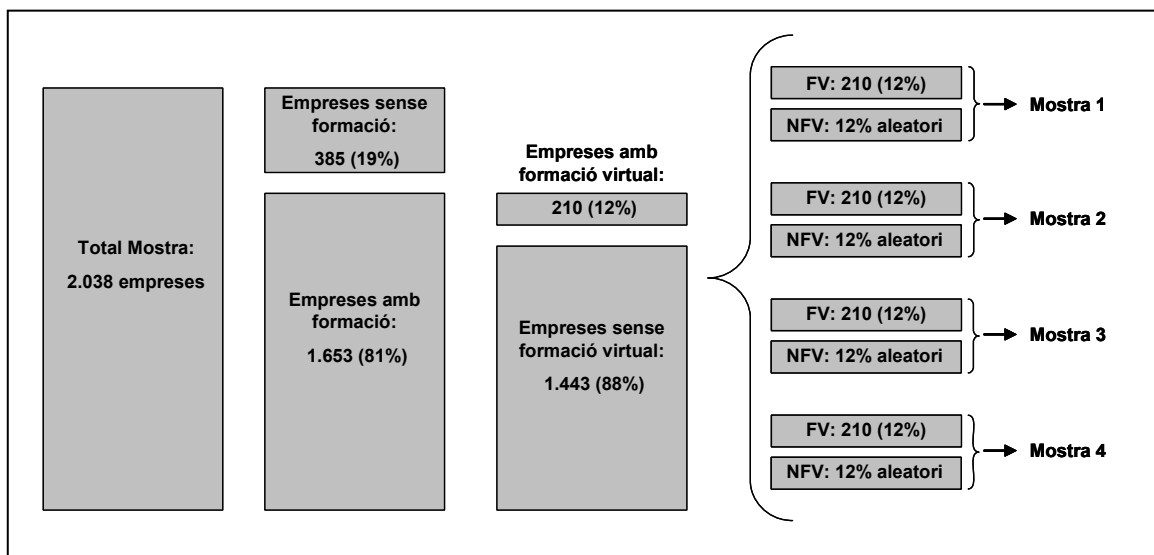 Total Mostra:
2.038 empreses
Empreses sense
formació:
385 (19%)
Empreses amb
formació:
1.653 (81%)
Empreses amb
formació virtual:
210 (12%)
Empreses sense
formació virtual:
1.443 (88%)
FV: 210 (12%)
NFV: 12% aleatori
Mostra 1
FV: 210 (12%)
NFV: 12% aleatori
Mostra 2
FV: 210 (12%)
NFV: 12% aleatori
Mostra 3
FV: 210 (12%)
NFV: 12% aleatori
Mostra 4